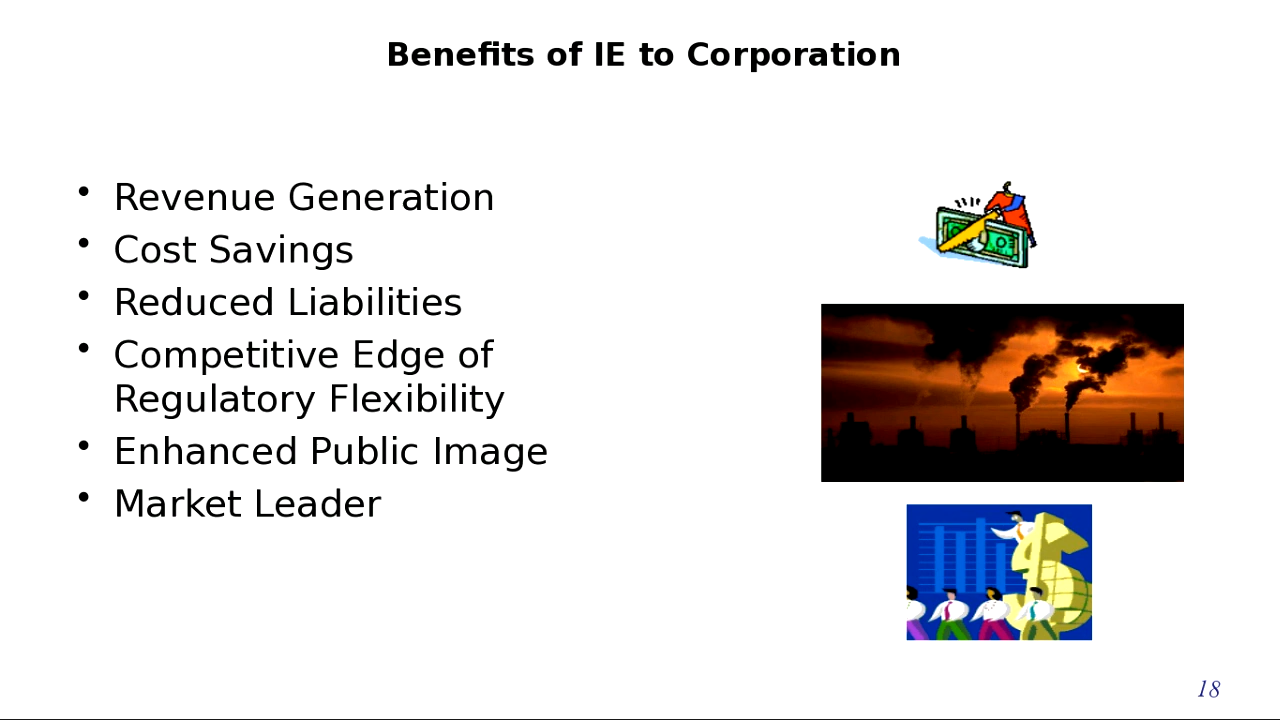 Benefits of IE to Corporation
• Revenue Generation
• Cost Savings
• Reduced Liabilities
• Competitive Edge of
Regulatory Flexibility
• Enhanced Public Image
• Market Leader
18